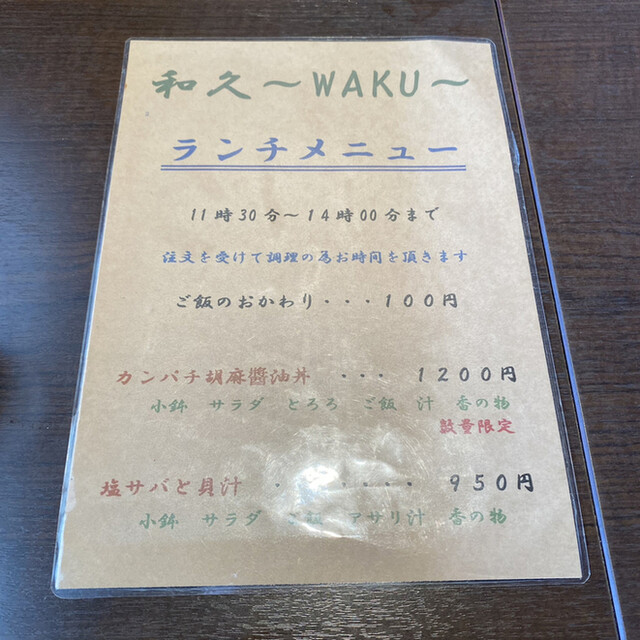 和久～WAKU～
ランチメニュー
11時30分～14時00分まで
注文を受けて調理の為お時間を頂きます
ご飯のおかわり・・・100円
カンパチ胡麻醬油丼 ・・・ 1200円
小鉢 サラダ とろろ ご飯 汁 香の物
数量限定
塩サバと貝汁 ・・・・・・ 950円
小鉢 サラダ ご飯 アサリ汁 香の物